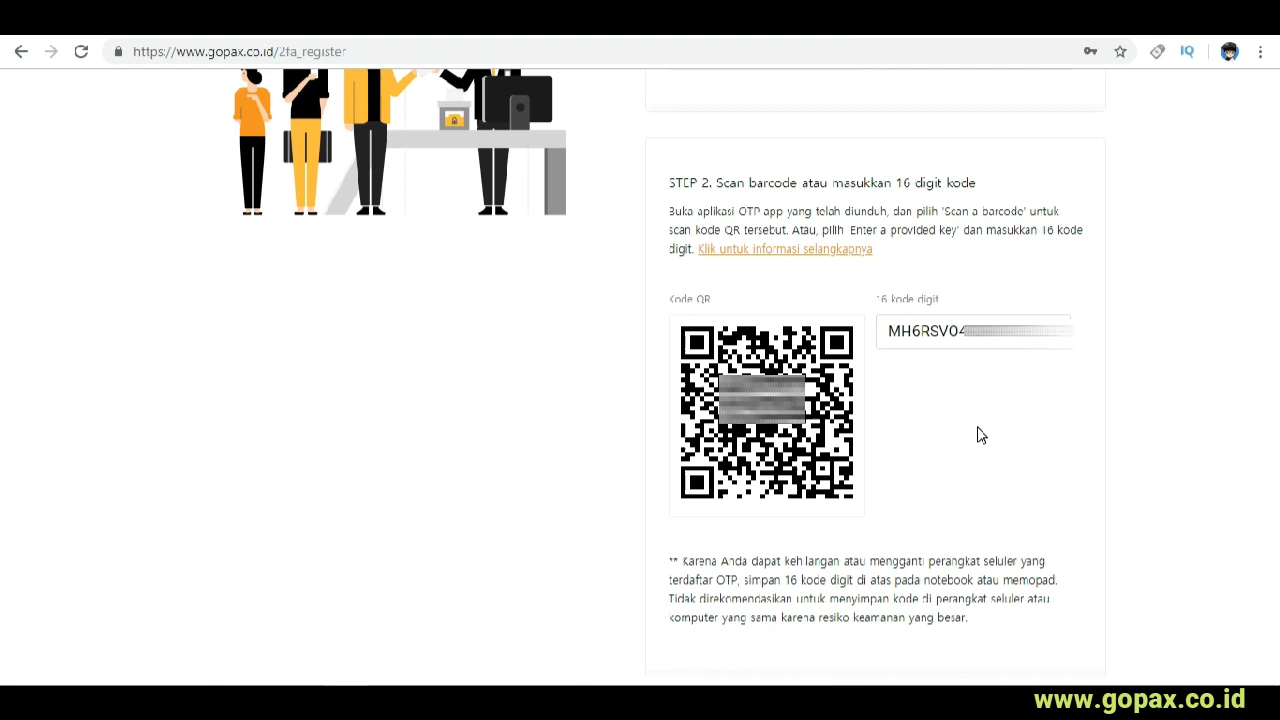 https://www.gopax.co.id/2fa_register
IQ
STEP 2. Scan barcode atau masukkan 16 digit kode
Buka aplikasi OTP app yang telah diunduh, dan pilih 'Scan a barcode' untuk
scan kode QR tersebut. Atau, pilih 'Enter a provided key' dan masukkan 16 kode
digit. Klik untuk informasi selangkapnya
Kode QR
16 kode digit
MH6RSV04
** Karena Anda dapat kehilangan atau mengganti perangkat seluler yang
terdaftar OTP, simpan 16 kode digit di atas pada notebook atau memopad.
Tidak direkomendasikan untuk menyimpan kode di perangkat seluler atau
komputer yang sama karena resiko keamanan yang besar.
www.gopax.co.id